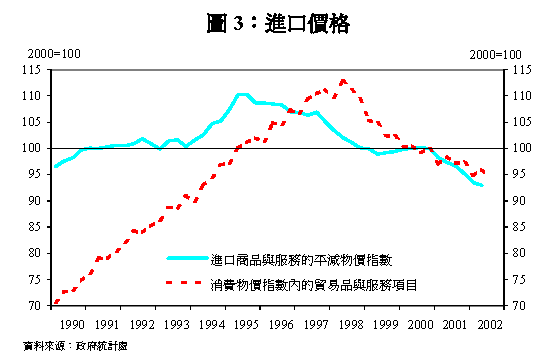 圖 3：進口價格
2000=100 2000=100
115 115
110 110
105 105
100 100
95 95
90 90
85 85
80 80
75 75
70 70
進口商品與服務的平減物價指數
消費物價指數內的貿易品與服務項目
1990 1991 1992 1993 1994 1995 1996 1997 1998 1999 2000 2001 2002
資料來源：政府統計處